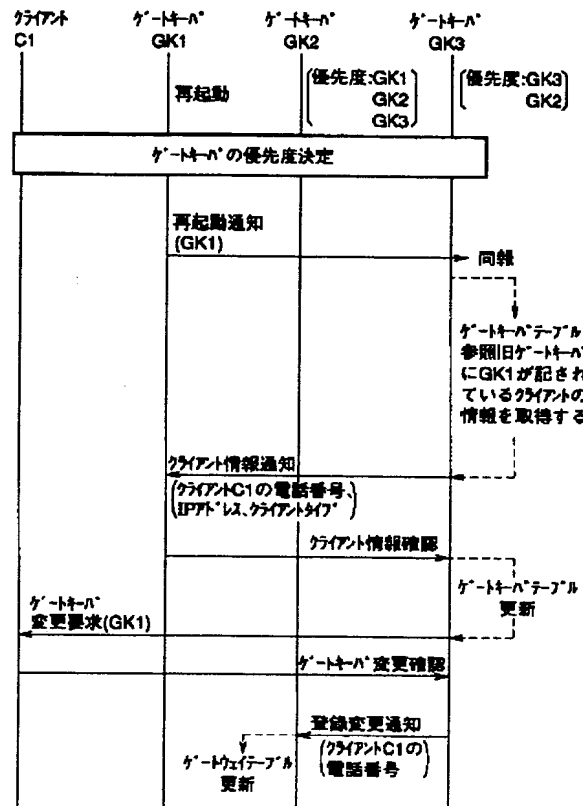 クライアント
C1
ゲートキーパ
GK1
ゲートキーパ
GK2
ゲートキーパ
GK3
再起動
優先度:GK1
GK2
GK3
優先度:GK3
GK2
ゲートキーパの優先度決定
再起動通知
(GK1)
同報
ゲートキーパテーブル
参照旧ゲートキーパ
にGK1が記され
ているクライアントの
情報を取得する
クライアント情報通知
(クライアントC1の電話番号、
IPアドレス、クライアントタイプ)
クライアント情報確認
ゲートキーパテーブル
更新
ゲートキーパ
変更要求(GK1)
ゲートキーパ変更確認
登録変更通知
(クライアントC1の
電話番号)
ゲートウェイテーブル
更新